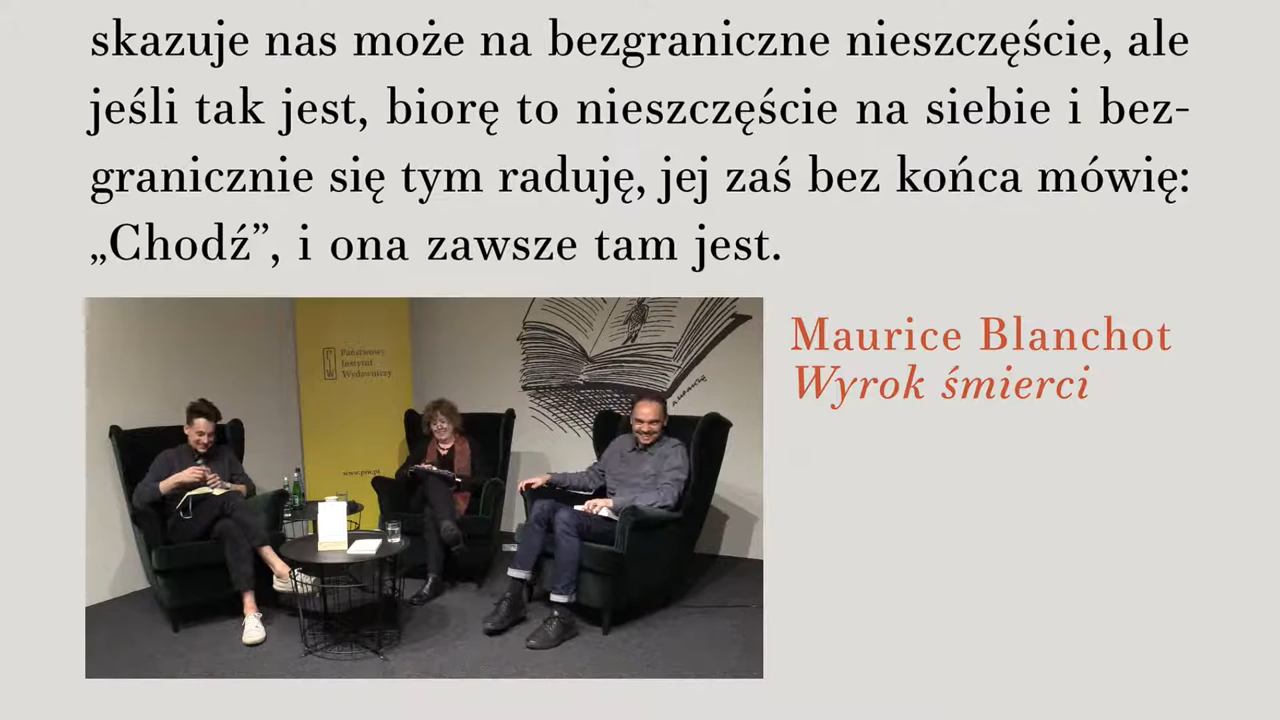 skazuje nas może na bezgraniczne nieszczęście, ale
jeśli tak jest, biorę to nieszczęście na siebie i bez-
granicznie się tym raduję, jej zaś bez końca mówię:
„Chodź”, i ona zawsze tam jest.
Maurice Blanchot
Wyrok śmierci
Państwowy
Instytut
Wydawniczy
www.piw.pl